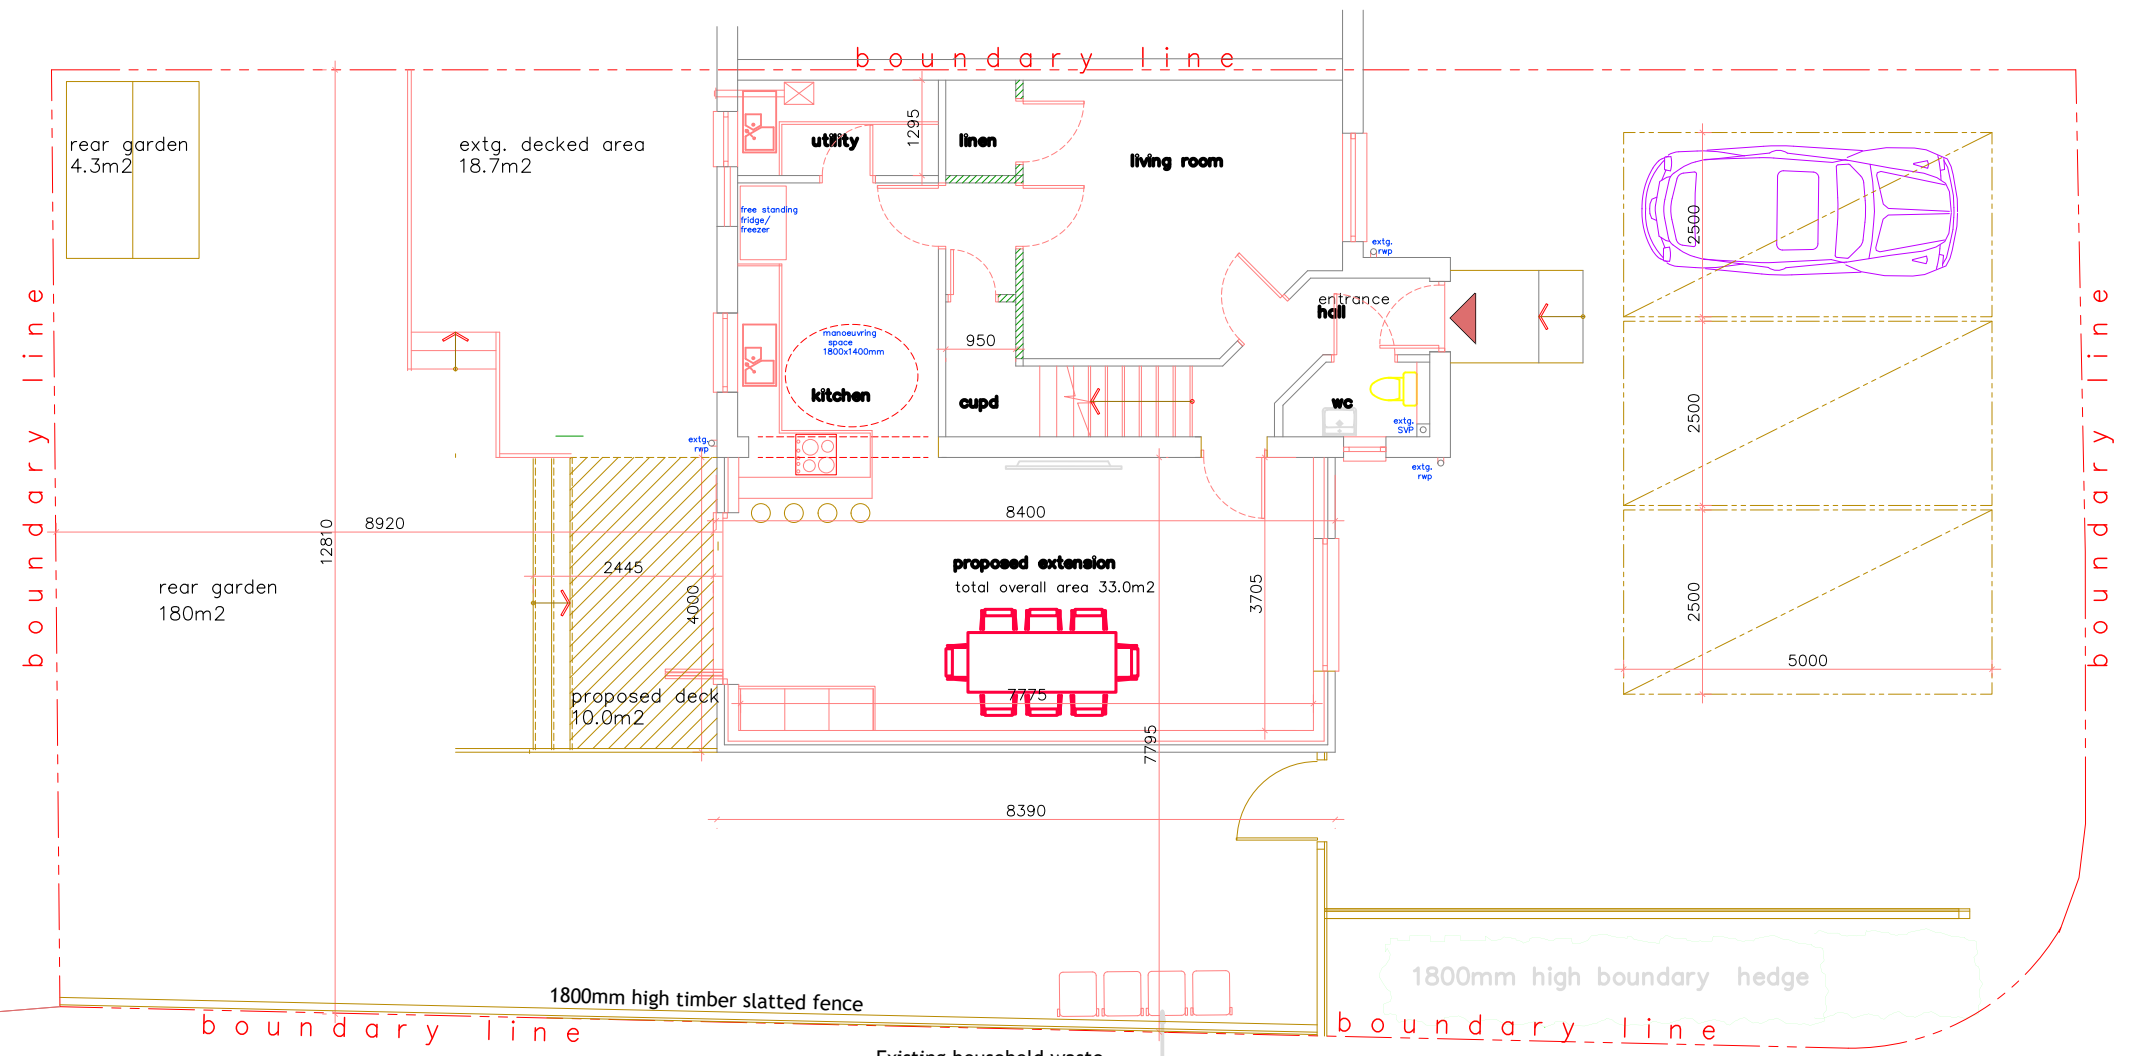 boundary line
rear garden
4.3m2
extg. decked area
18.7m2
utility
1295
linen
living room
free standing
fridge/
freezer
extg.
rwp
2500
entrance
hall
manoeuvring
space
1800x1400mm
950
kitchen
cupd
wc
extg.
SVP
extg.
rwp
extg.
rwp
2500
boundary line
boundary line
8920
12810
8400
2445
4000
proposed extension
total overall area 33.0m2
3705
2500
rear garden
180m2
5000
proposed deck
10.0m2
7775
7795
8390
1800mm high boundary hedge
1800mm high timber slatted fence
boundary line
boundary line
Existing household waste